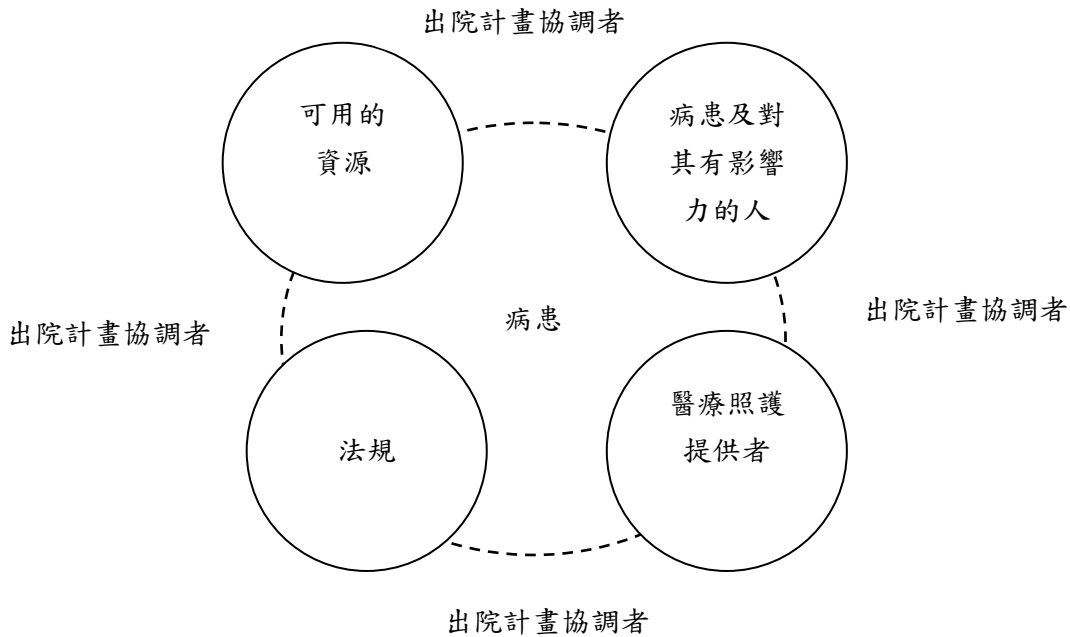 出院計畫協調者
可用的
資源
病患及對
其有影響
力的人
出院計畫協調者
病患
出院計畫協調者
法規
醫療照護
提供者
出院計畫協調者